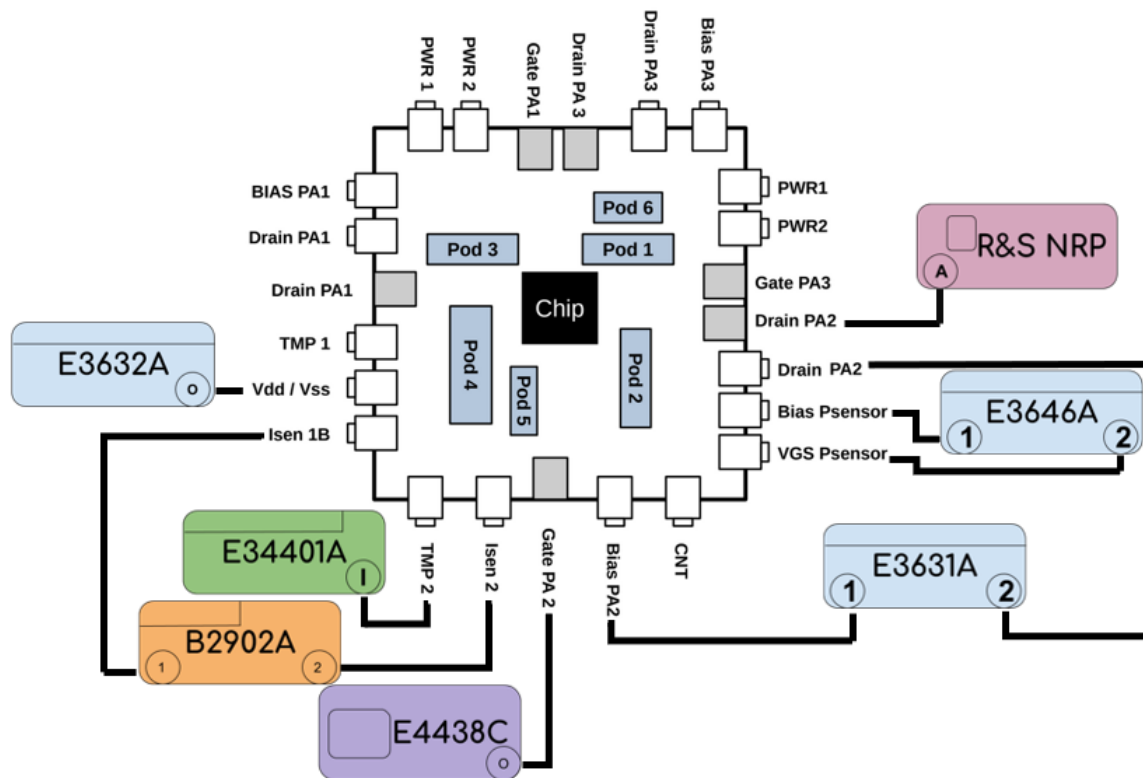 PWR 1
PWR 2
Gate PA1
Drain PA 3
Drain PA3
Bias PA3
BIAS PA1
Drain PA1
Drain PA1
TMP 1
Vdd / Vss
Isen 1B
PWR1
PWR2
Gate PA3
Drain PA2
Drain PA2
Bias Psensor
VGS Psensor
Pod 6
Pod 3
Pod 1
Chip
Pod 4
Pod 5
Pod 2
TMP 2
Isen 2
Gate PA 2
Bias PA2
CNT
R&S NRP
A
E3632A
O
E3646A
1
2
E34401A
I
E3631A
1
2
B2902A
1
2
E4438C
O